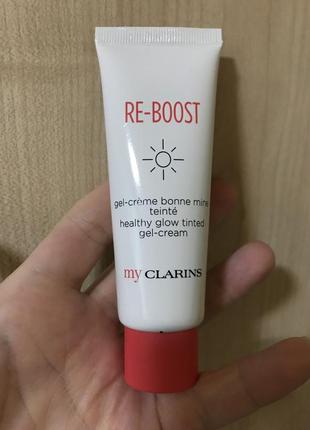 RE-BOOST
gel-crème bonne mine
teinté
healthy glow tinted
gel-cream
my CLARINS